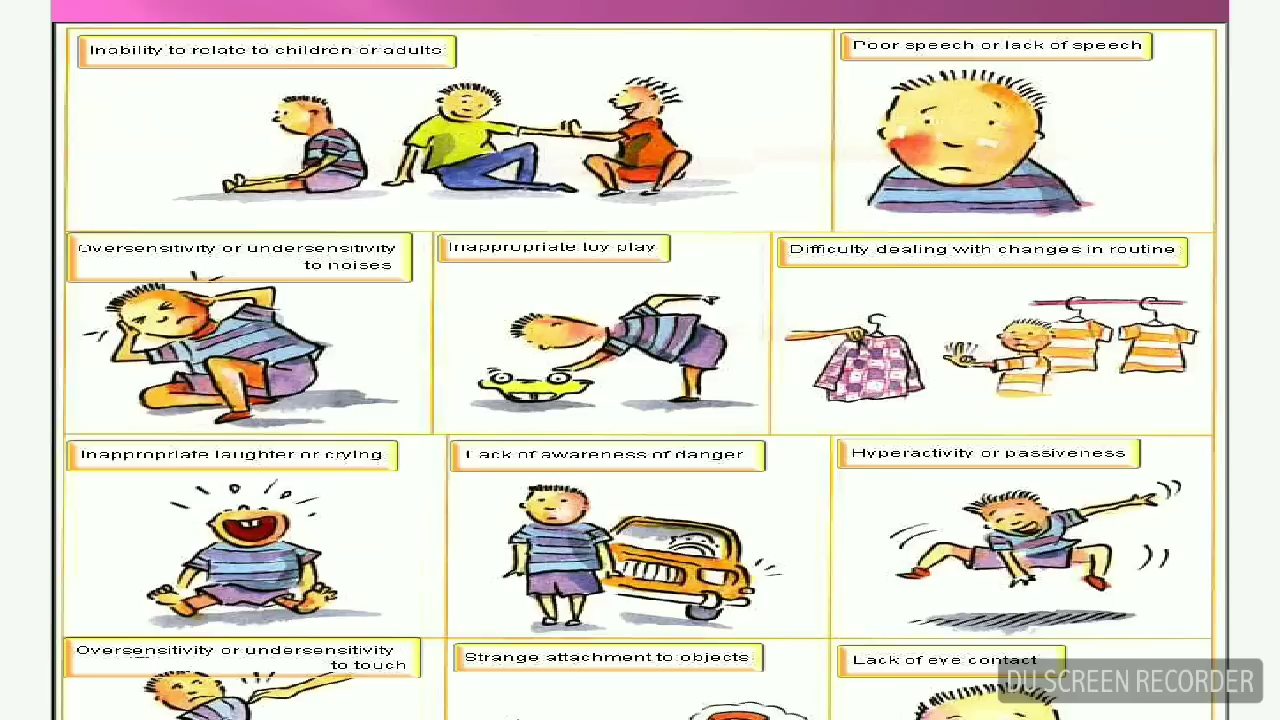 Inability to relate to children or adults
Poor speech or lack of speech
Oversensitivity or undersensitivity
to noises
Inappropriate toy play
Difficulty dealing with changes in routine
Inappropriate laughter or crying
Lack of awareness of danger
Hyperactivity or passiveness
Oversensitivity or undersensitivity
to touch
Strange attachment to objects
Lack of eye contact
DU SCREEN RECORDER